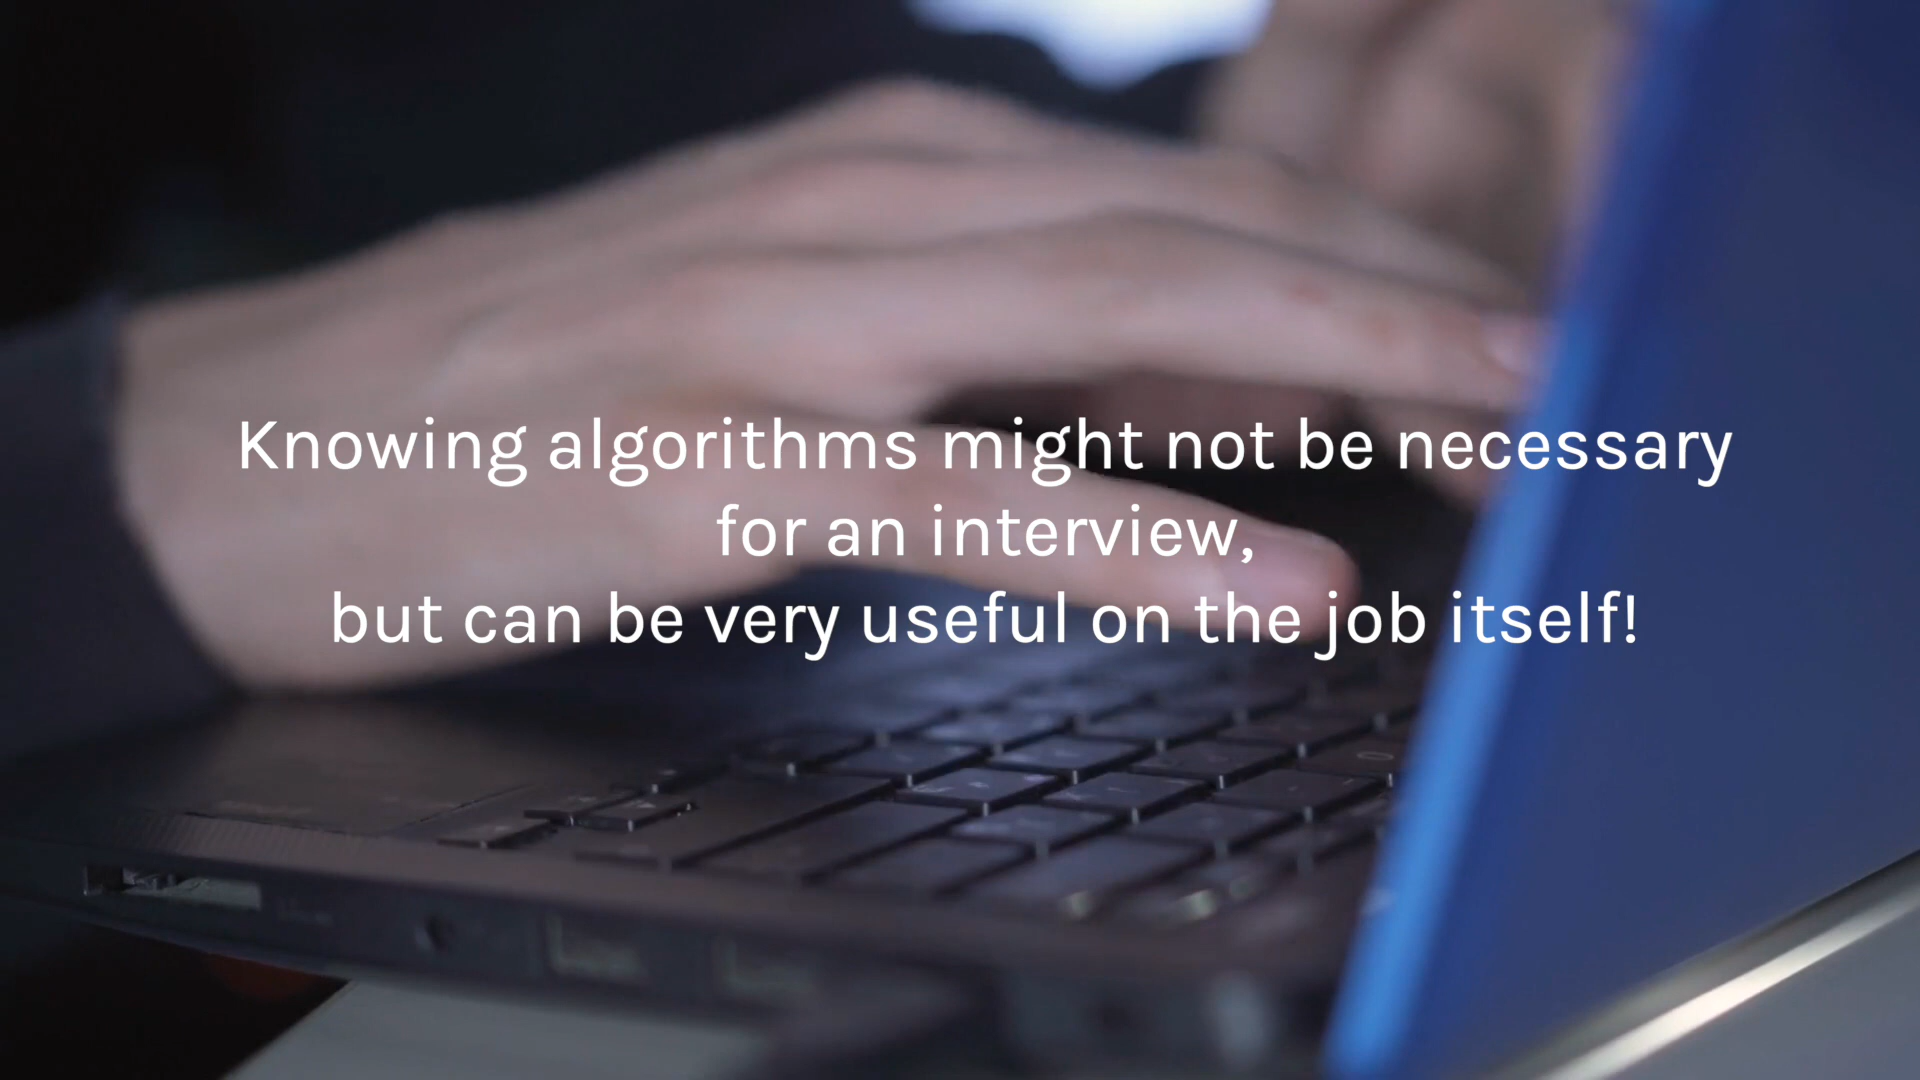 Knowing algorithms might not be necessary
for an interview,
but can be very useful on the job itself!